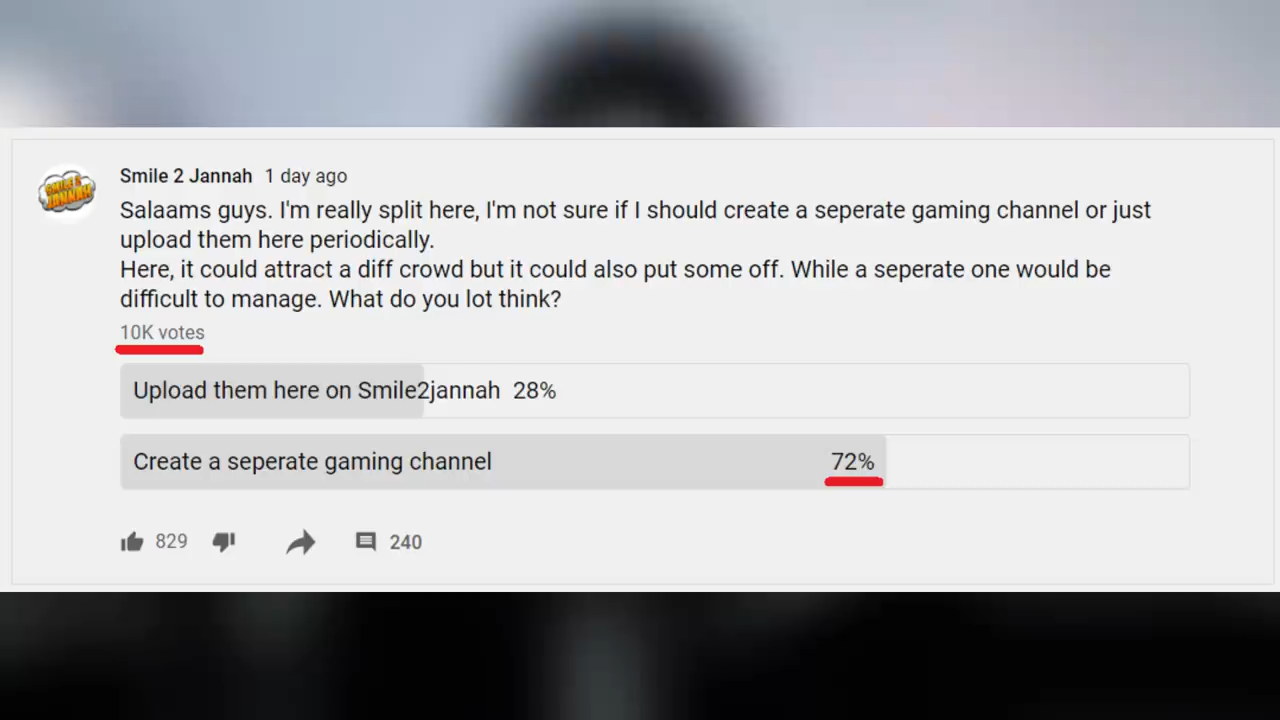 SMILE 2
JANNAH
Smile 2 Jannah 1 day ago
Salaams guys. I'm really split here, I'm not sure if I should create a seperate gaming channel or just
upload them here periodically.
Here, it could attract a diff crowd but it could also put some off. While a seperate one would be
difficult to manage. What do you lot think?
10K votes
Upload them here on Smile2jannah 28%
Create a seperate gaming channel 72%
829 240